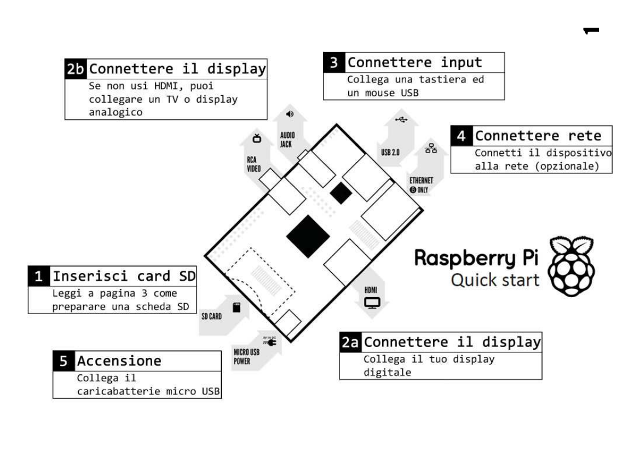 2b Connettere il display
Se non usi HDMI, puoi
collegare un TV o display
analogico
3 Connettere input
Collega una tastiera ed
un mouse USB
4 Connettere rete
Connetti il dispositivo
alla rete (opzionale)
RCA
VIDEO
AUDIO
JACK
USB 2.0
ETHERNET
B ONLY
Raspberry Pi
Quick start
1 Inserisci card SD
Leggi a pagina 3 come
preparare una scheda SD
SD CARD
MICRO USB
POWER
HDMI
2a Connettere il display
Collega il tuo display
digitale
5 Accensione
Collega il
caricabatterie micro USB